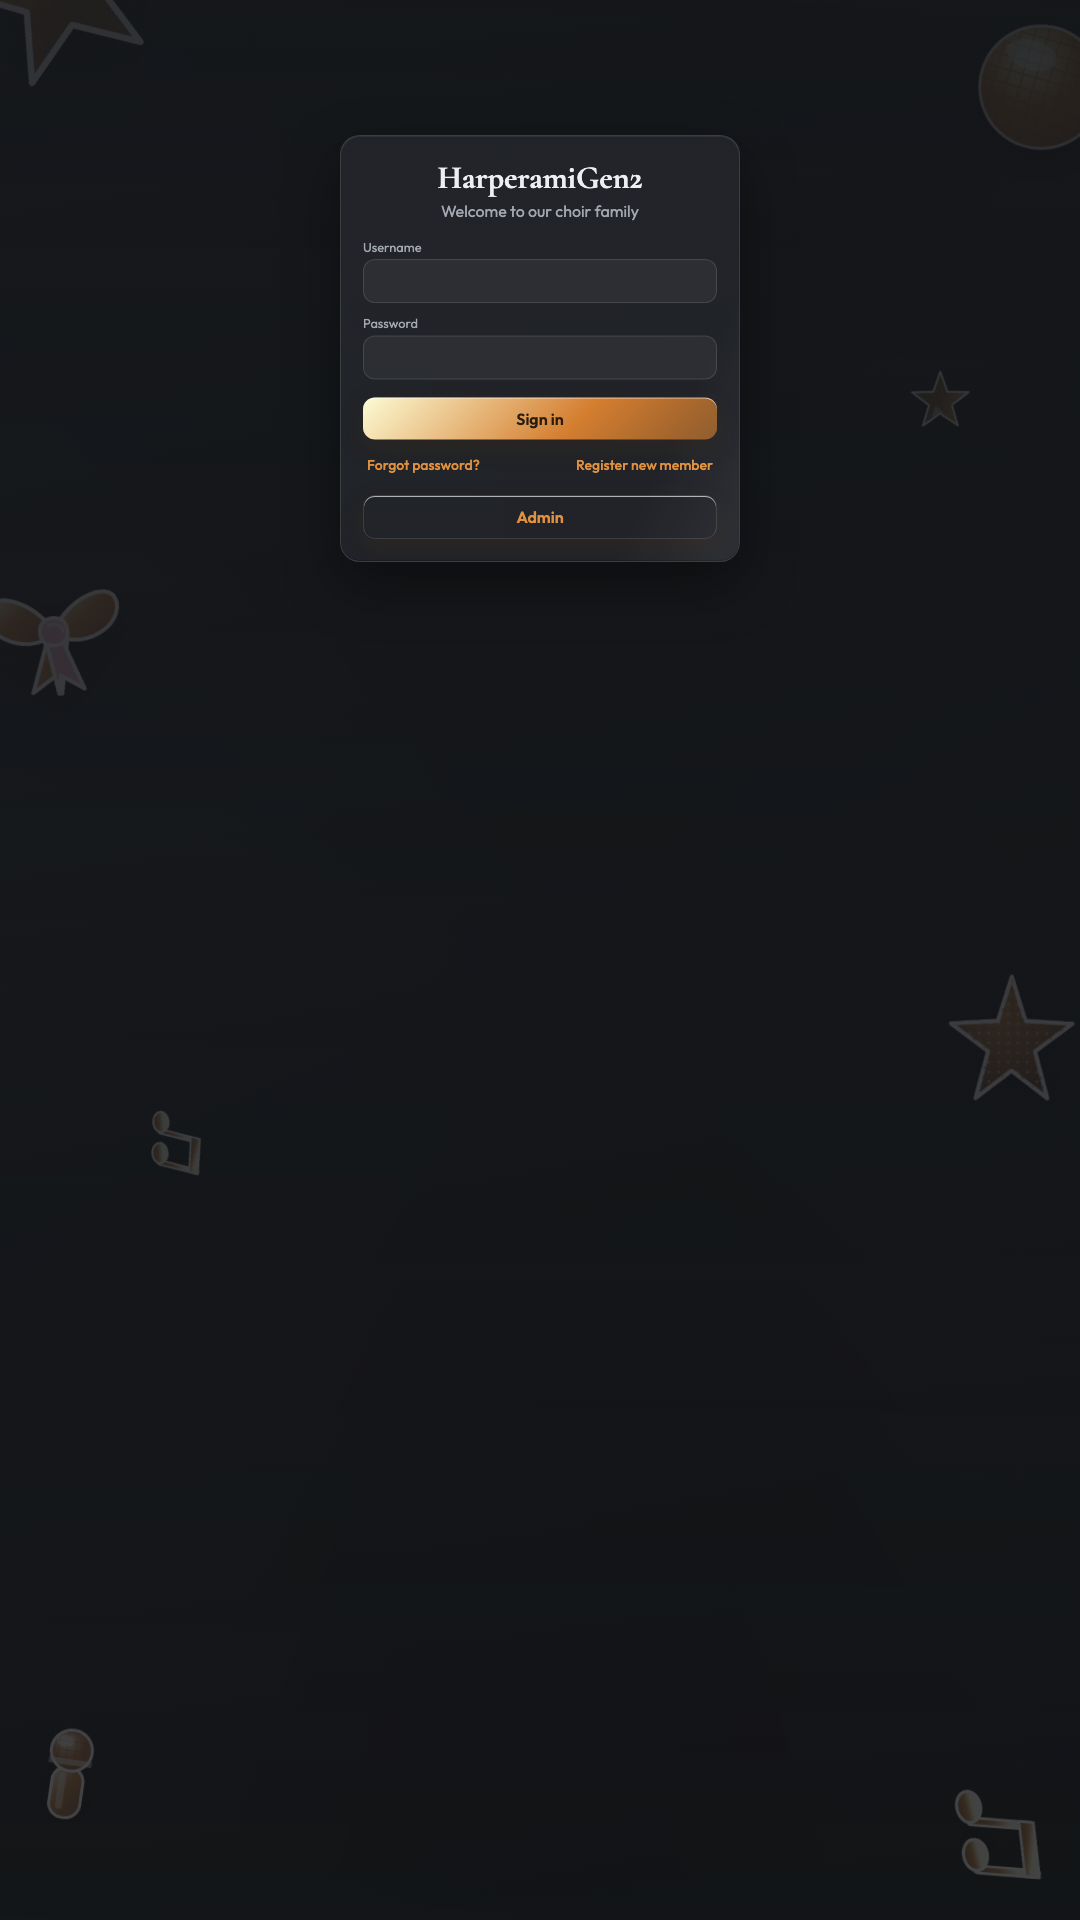 HarperamiGen2
Welcome to our choir family
Username
Password
Sign in
Forgot password? Register new member
Admin